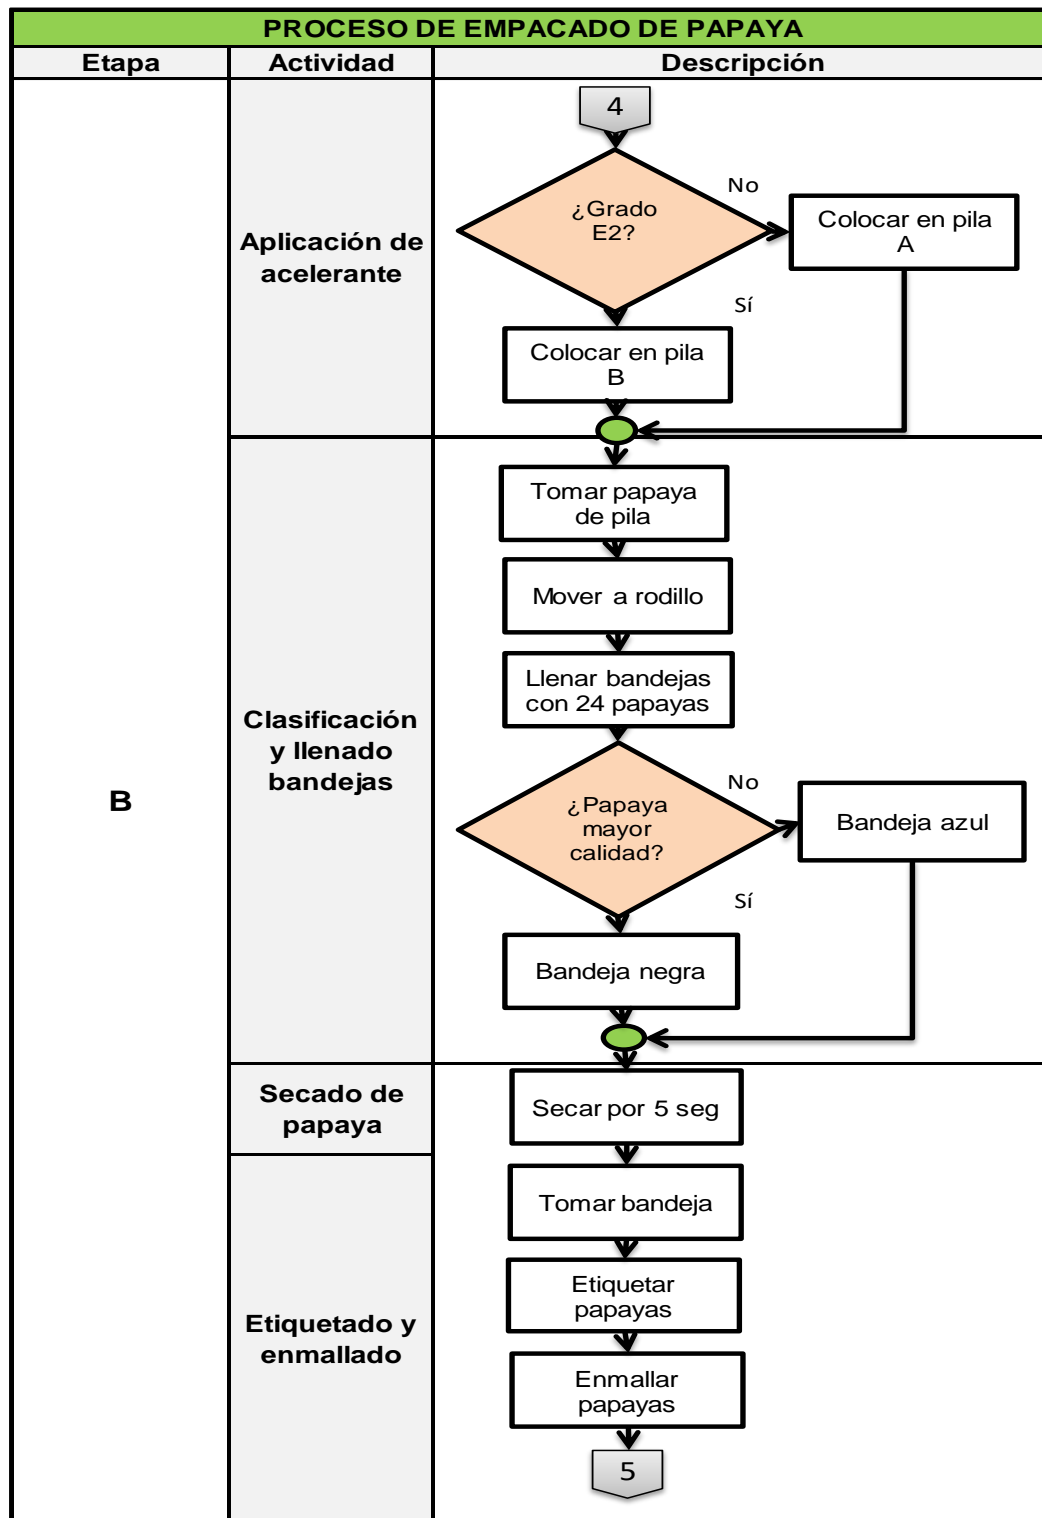 PROCESO DE EMPACADO DE PAPAYA
Etapa
Actividad
Descripción
B
Aplicación de
acelerante
4
¿Grado
E2?
No
Colocar en pila
A
Sí
Colocar en pila
B
Clasificación
y llenado
bandejas
Tomar papaya
de pila
Mover a rodillo
Llenar bandejas
con 24 papayas
¿Papaya
mayor
calidad?
No
Bandeja azul
Sí
Bandeja negra
Secado de
papaya
Secar por 5 seg
Etiquetado y
enmallado
Tomar bandeja
Etiquetar
papayas
Enmallar
papayas
5